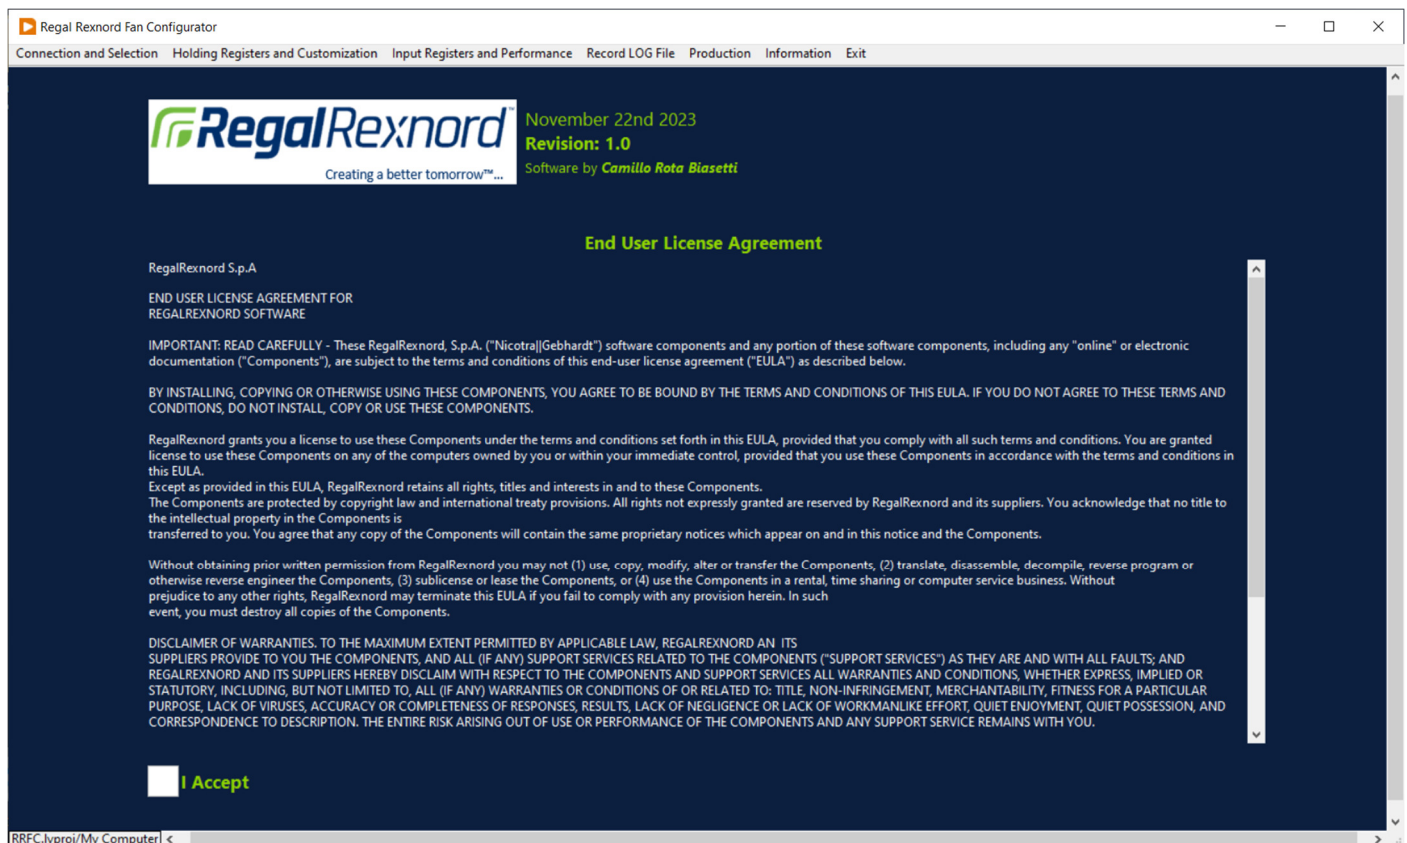 Regal Rexnord Fan Configurator
Connection and Selection Holding Registers and Customization Input Registers and Performance Record LOG File Production Information Exit
RegalRexnord™
Creating a better tomorrow™...
November 22nd 2023
Revision: 1.0
Software by Camillo Rota Biasetti
End User License Agreement
RegalRexnord S.p.A
END USER LICENSE AGREEMENT FOR
REGALREXNORD SOFTWARE
IMPORTANT: READ CAREFULLY - These RegalRexnord, S.p.A. ("Nicotra||Gebhardt") software components and any portion of these software components, including any "online" or electronic
documentation ("Components"), are subject to the terms and conditions of this end-user license agreement ("EULA") as described below.
BY INSTALLING, COPYING OR OTHERWISE USING THESE COMPONENTS, YOU AGREE TO BE BOUND BY THE TERMS AND CONDITIONS OF THIS EULA. IF YOU DO NOT AGREE TO THESE TERMS AND
CONDITIONS, DO NOT INSTALL, COPY OR USE THESE COMPONENTS.
RegalRexnord grants you a license to use these Components under the terms and conditions set forth in this EULA, provided that you comply with all such terms and conditions. You are granted
license to use these Components on any of the computers owned by you or within your immediate control, provided that you use these Components in accordance with the terms and conditions in
this EULA.
Except as provided in this EULA, RegalRexnord retains all rights, titles and interests in and to these Components.
The Components are protected by copyright law and international treaty provisions. All rights not expressly granted are reserved by RegalRexnord and its suppliers. You acknowledge that no title to
the intellectual property in the Components is
transferred to you. You agree that any copy of the Components will contain the same proprietary notices which appear on and in this notice and the Components.
Without obtaining prior written permission from RegalRexnord you may not (1) use, copy, modify, alter or transfer the Components, (2) translate, disassemble, decompile, reverse program or
otherwise reverse engineer the Components, (3) sublicense or lease the Components, or (4) use the Components in a rental, time sharing or computer service business. Without
prejudice to any other rights, RegalRexnord may terminate this EULA if you fail to comply with any provision herein. In such
event, you must destroy all copies of the Components.
DISCLAIMER OF WARRANTIES. TO THE MAXIMUM EXTENT PERMITTED BY APPLICABLE LAW, REGALREXNORD AN ITS
SUPPLIERS PROVIDE TO YOU THE COMPONENTS, AND ALL (IF ANY) SUPPORT SERVICES RELATED TO THE COMPONENTS ("SUPPORT SERVICES") AS THEY ARE AND WITH ALL FAULTS; AND
REGALREXNORD AND ITS SUPPLIERS HEREBY DISCLAIM WITH RESPECT TO THE COMPONENTS AND SUPPORT SERVICES ALL WARRANTIES AND CONDITIONS, WHETHER EXPRESS, IMPLIED OR
STATUTORY, INCLUDING, BUT NOT LIMITED TO, ALL (IF ANY) WARRANTIES OR CONDITIONS OF OR RELATED TO: TITLE, NON-INFRINGEMENT, MERCHANTABILITY, FITNESS FOR A PARTICULAR
PURPOSE, LACK OF VIRUSES, ACCURACY OR COMPLETENESS OF RESPONSES, RESULTS, LACK OF NEGLIGENCE OR LACK OF WORKMANLIKE EFFORT, QUIET ENJOYMENT, QUIET POSSESSION, AND
CORRESPONDENCE TO DESCRIPTION. THE ENTIRE RISK ARISING OUT OF USE OR PERFORMANCE OF THE COMPONENTS AND ANY SUPPORT SERVICE REMAINS WITH YOU.
I Accept
RRFC.lvproj/My Computer